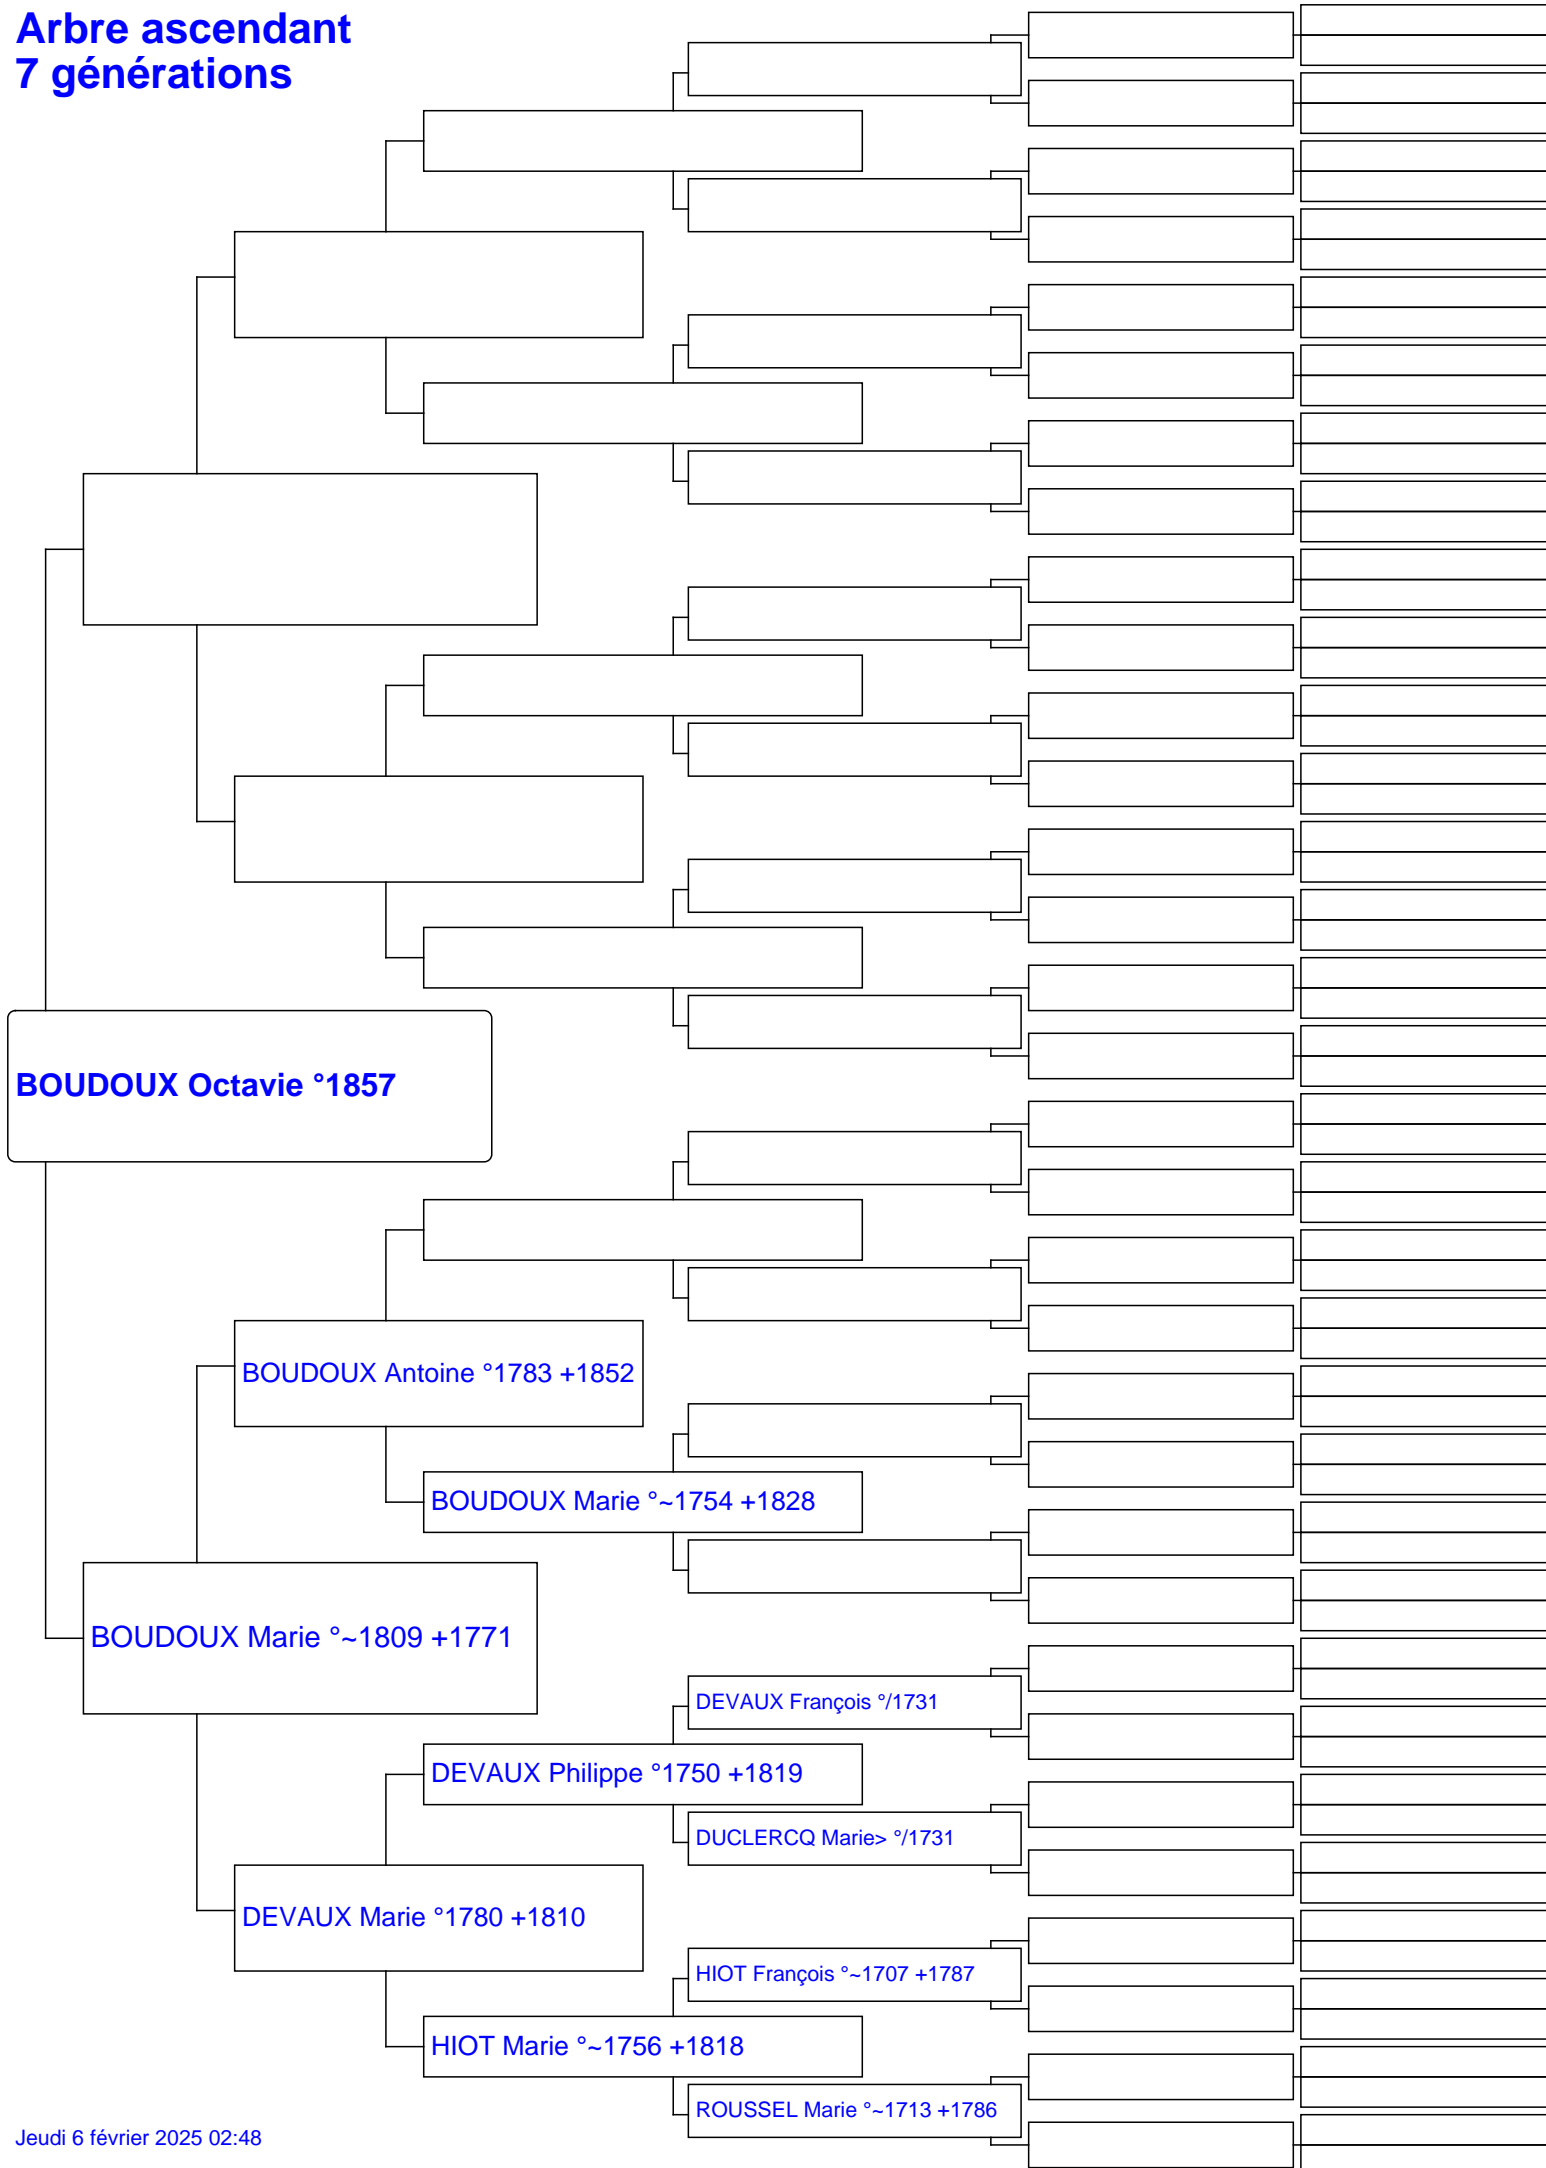 Arbre ascendant
7 générations
BOUDOUX Octavie °1857
BOUDOUX Antoine °1783 +1852
BOUDOUX Marie °~1754 +1828
BOUDOUX Marie °~1809 +1771
DEVAUX François °/1731
DEVAUX Philippe °1750 +1819
DUCLERCQ Marie> °/1731
DEVAUX Marie °1780 +1810
HIOT François °~1707 +1787
HIOT Marie °~1756 +1818
ROUSSEL Marie °~1713 +1786
Jeudi 6 février 2025 02:48